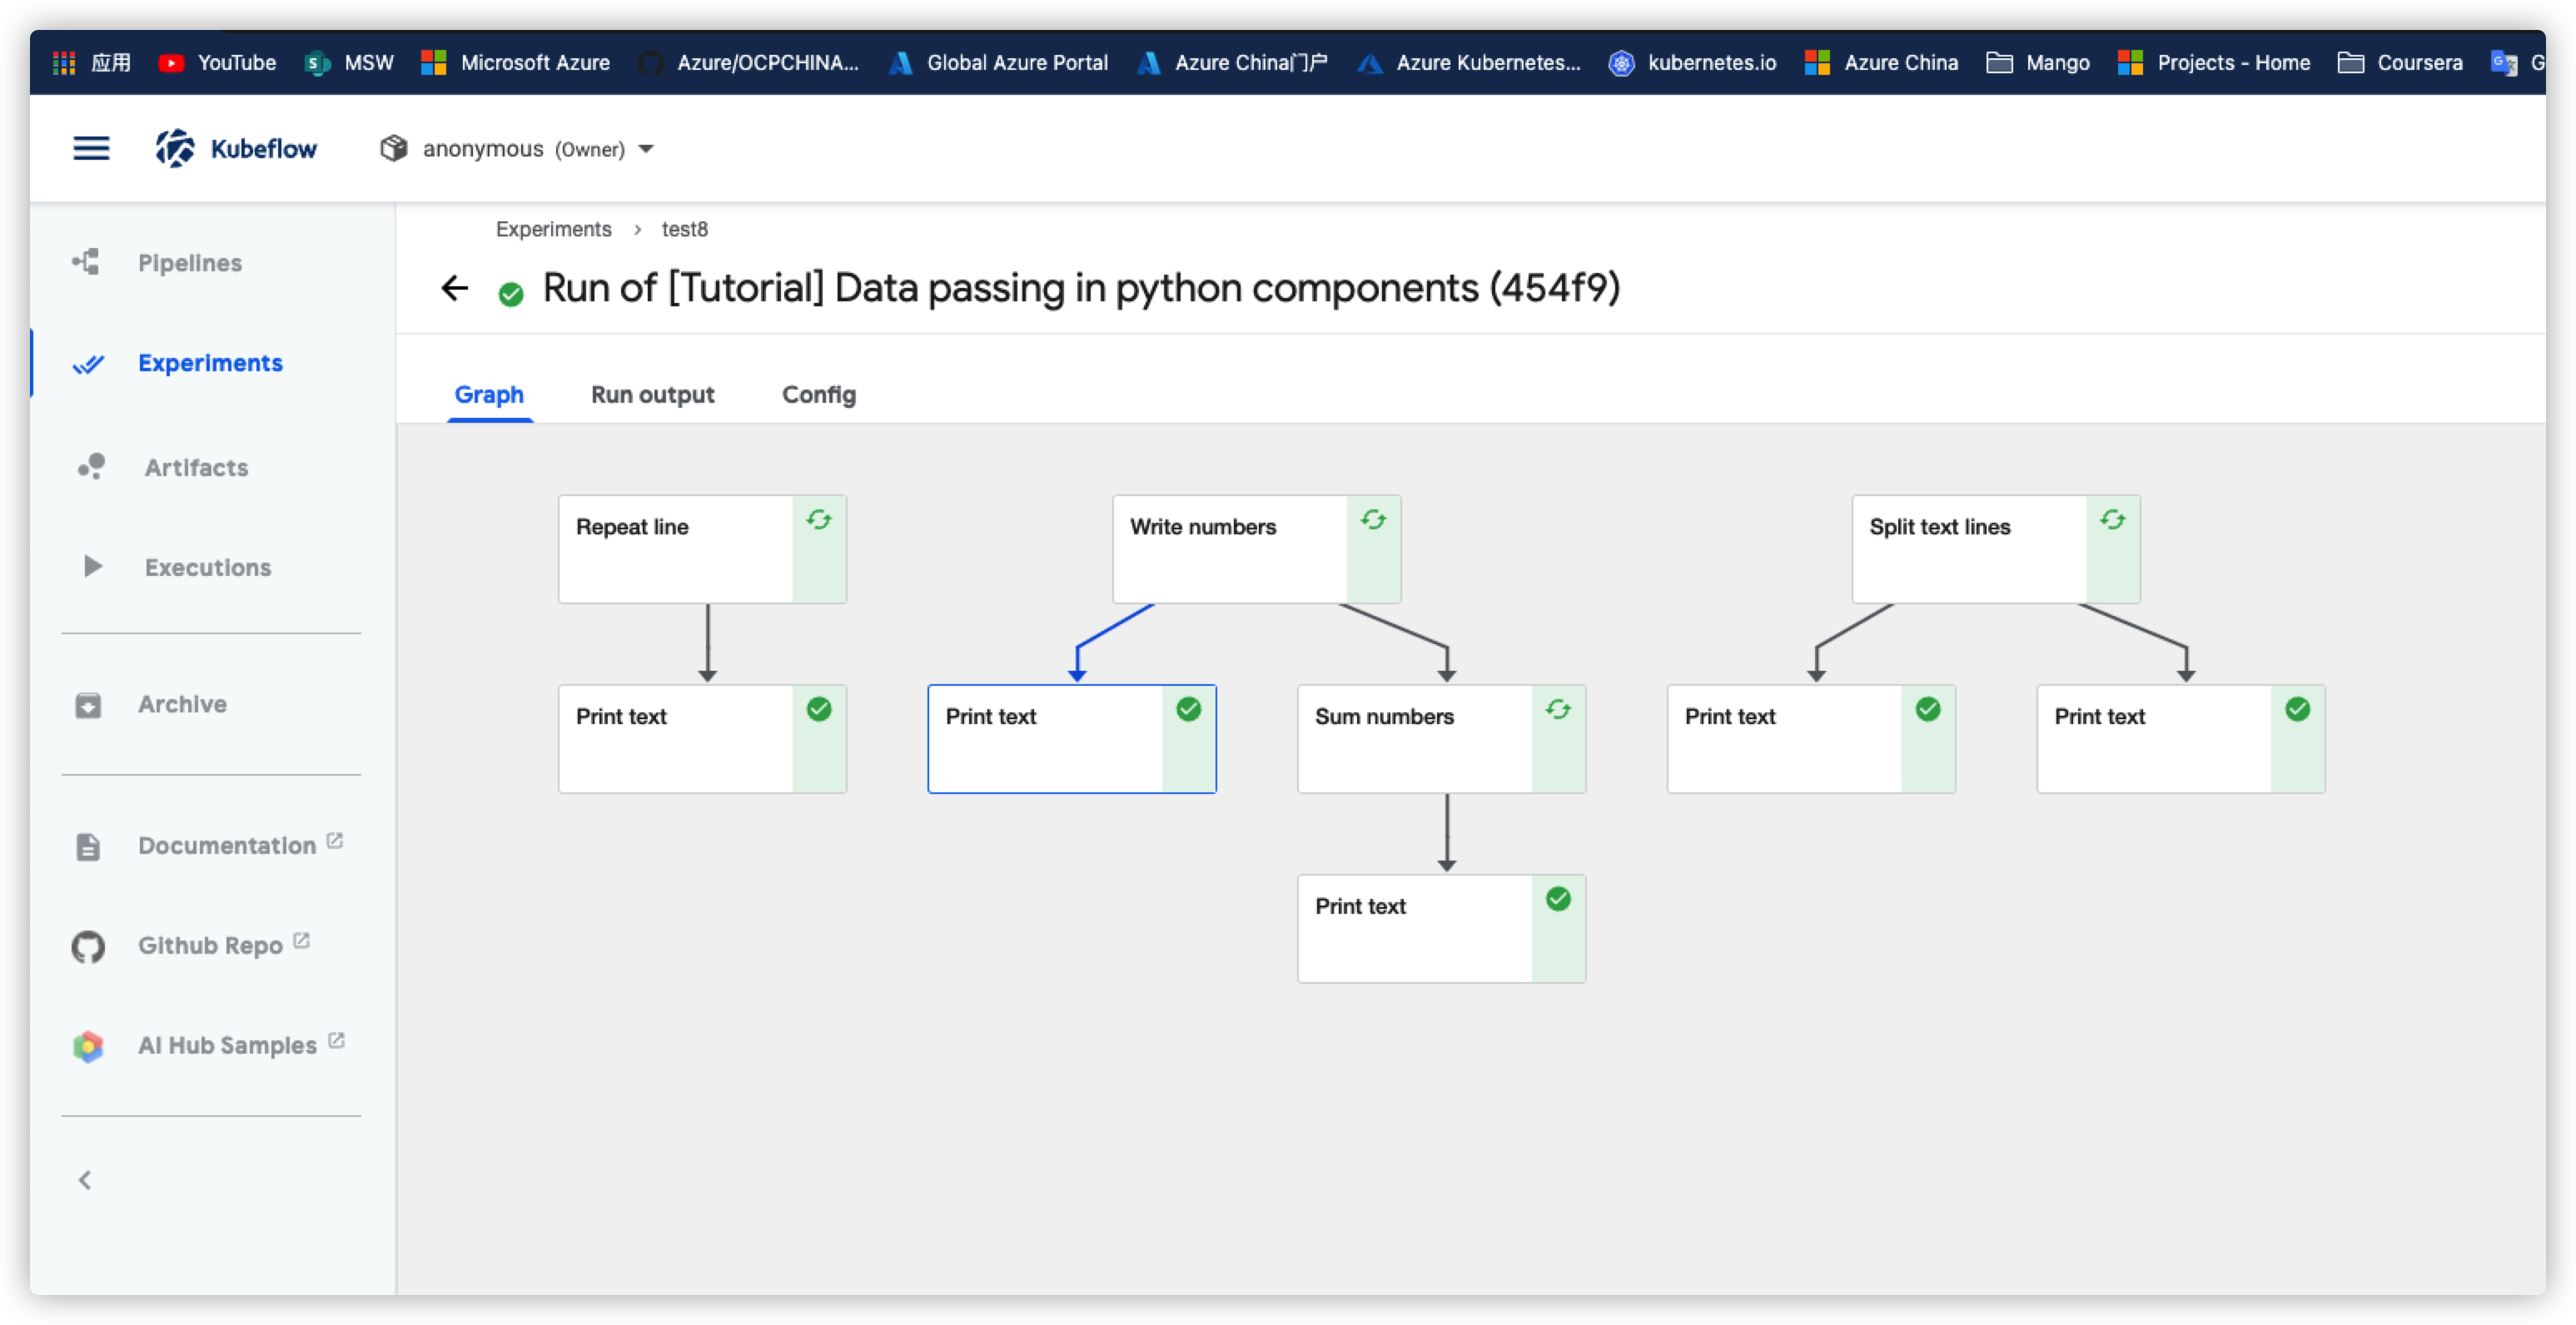 应用 YouTube MSW Microsoft Azure Azure/OCPCHINA... Global Azure Portal Azure China门户 Azure Kubernetes... kubernetes.io Azure China Mango Projects - Home Coursera G
Kubeflow anonymous (Owner)
Experiments > test8
Run of [Tutorial] Data passing in python components (454f9)
Graph Run output Config
Pipelines
Experiments
Artifacts
Executions
Archive
Documentation
Github Repo
AI Hub Samples
Repeat line Write numbers Split text lines
Print text Print text Sum numbers Print text Print text
Print text